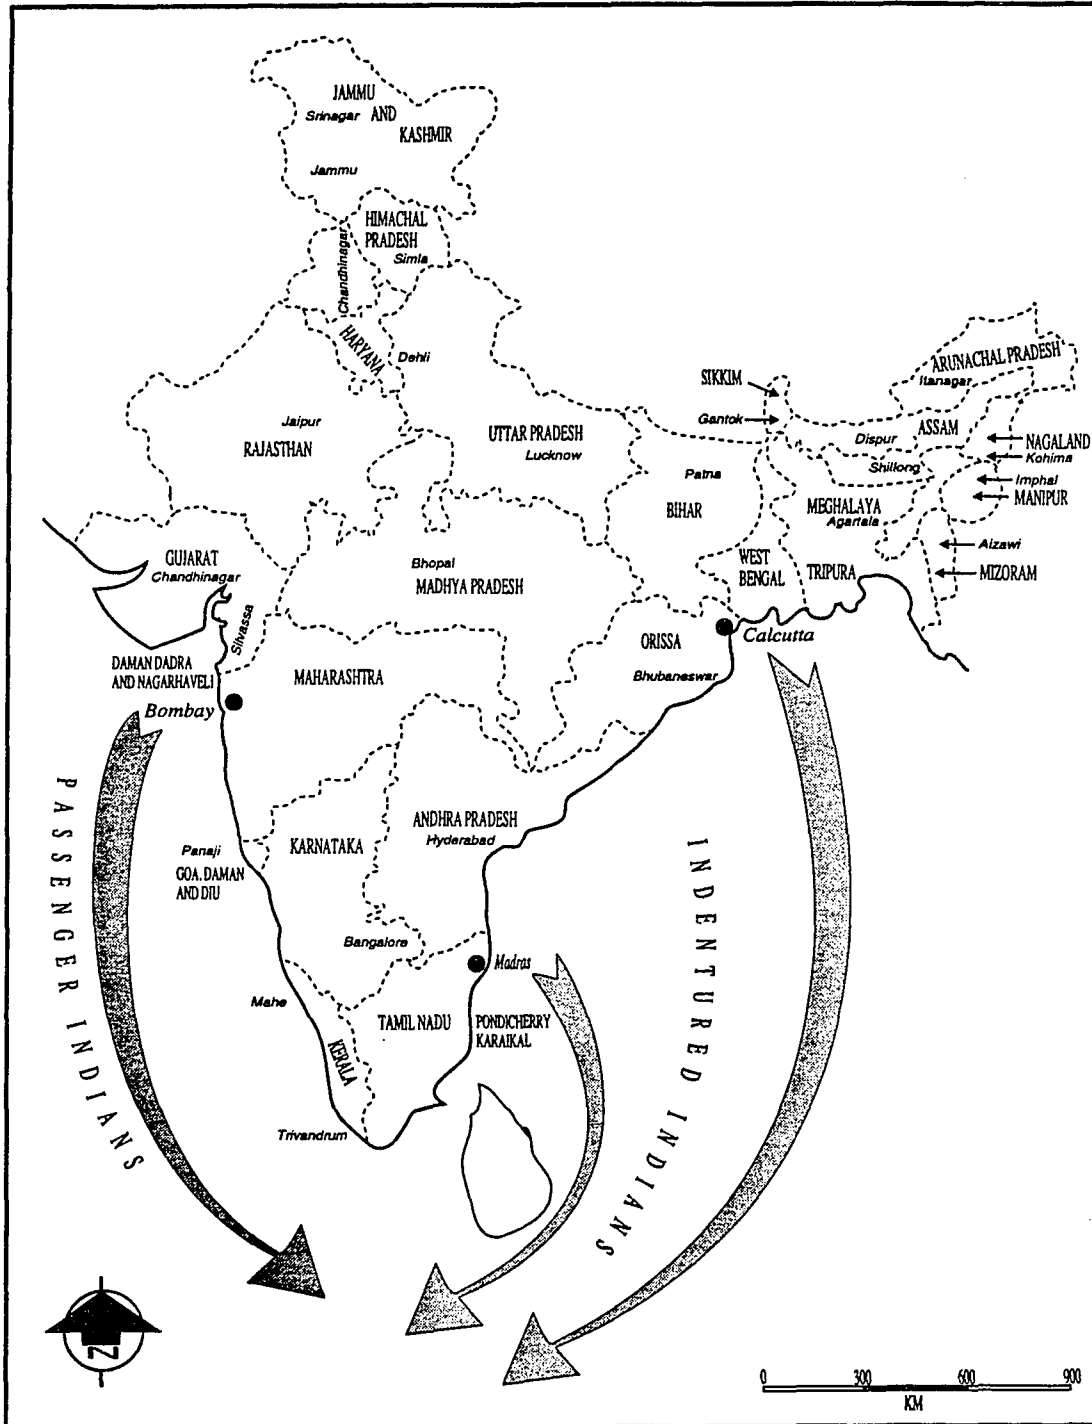 JAMMU
AND
KASHMIR
Srinagar
Jammu
HIMACHAL
PRADESH
Simla
Chandhinagar
HARYANA
Dehli
Jaipur
RAJASTHAN
UTTAR PRADESH
Lucknow
SIKKIM
Gantok
ARUNACHAL PRADESH
Itanagar
ASSAM
Dispur
NAGALAND
Kohima
Shillong
Imphal
MANIPUR
MEGHALAYA
Agartala
Patna
BIHAR
Aizawi
MIZORAM
WEST
BENGAL
TRIPURA
GUJARAT
Chandhinagar
Bhopal
MADHYA PRADESH
Silvassa
ORISSA
Calcutta
Bhubaneswar
DAMAN DADRA
AND NAGARHAVELI
MAHARASHTRA
Bombay
PASSENGER INDIANS
ANDHRA PRADESH
Hyderabad
KARNATAKA
Panaji
GOA, DAMAN
AND DIU
INDENTURED INDIANS
Bangalore
Madras
Mahe
TAMIL NADU
PONDICHERRY
KARAIKAL
KERALA
Trivandrum
N
0 300 600 900
KM